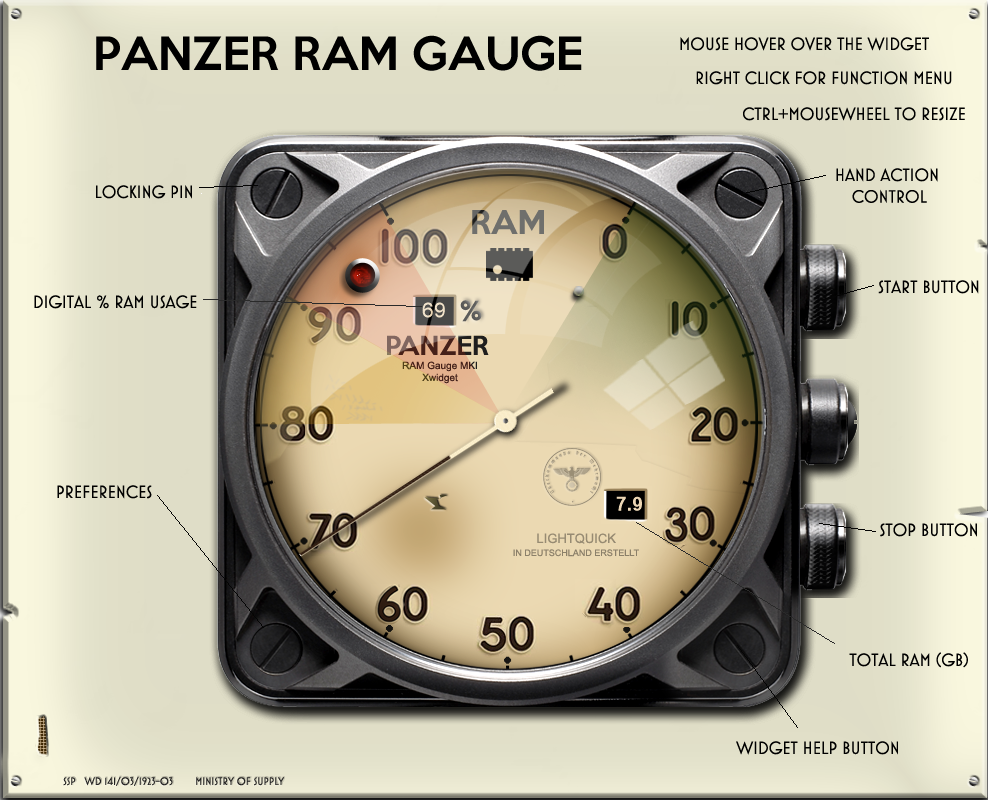 PANZER RAM GAUGE
MOUSE HOVER OVER THE WIDGET
RIGHT CLICK FOR FUNCTION MENU
CTRL+MOUSEWHEEL TO RESIZE
LOCKING PIN
HAND ACTION
CONTROL
RAM
100
0
START BUTTON
DIGITAL % RAM USAGE
69 %
90
10
PANZER
RAM Gauge MKI
Xwidget
80
20
PREFERENCES
7.9
70
30
STOP BUTTON
LIGHTQUICK
IN DEUTSCHLAND ERSTELLT
60
40
50
TOTAL RAM (GB)
WIDGET HELP BUTTON
SSP WD 141/03/1923-03 MINISTRY OF SUPPLY